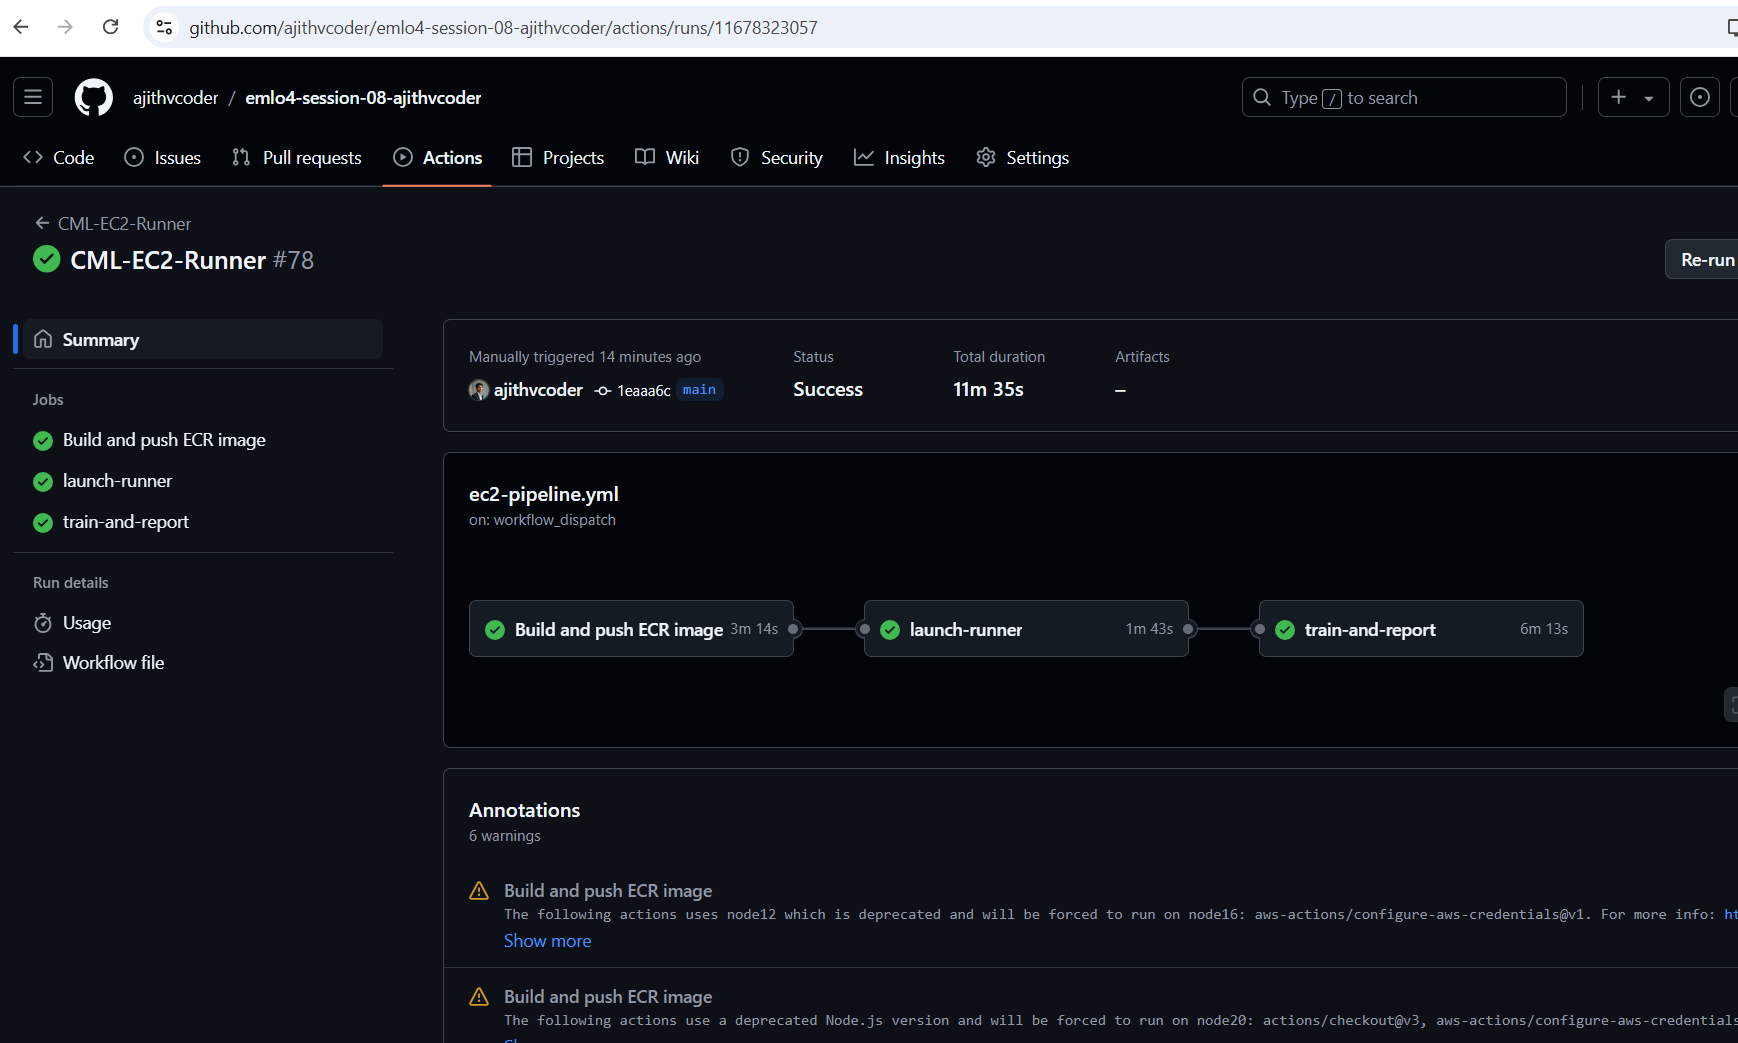 github.com/ajithvcoder/emlo4-session-08-ajithvcoder/actions/runs/11678323057
ajithvcoder / emlo4-session-08-ajithvcoder
Type / to search
Code Issues Pull requests Actions Projects Wiki Security Insights Settings
CML-EC2-Runner
CML-EC2-Runner #78
Re-run
Summary
Jobs
Build and push ECR image
launch-runner
train-and-report
Run details
Usage
Workflow file
Manually triggered 14 minutes ago Status Total duration Artifacts
ajithvcoder 1eaaa6c main Success 11m 35s –
ec2-pipeline.yml
on: workflow_dispatch
Build and push ECR image 3m 14s launch-runner 1m 43s train-and-report 6m 13s
Annotations
6 warnings
Build and push ECR image
The following actions uses node12 which is deprecated and will be forced to run on node16: aws-actions/configure-aws-credentials@v1. For more info: ht
Show more
Build and push ECR image
The following actions use a deprecated Node.js version and will be forced to run on node20: actions/checkout@v3, aws-actions/configure-aws-credentials